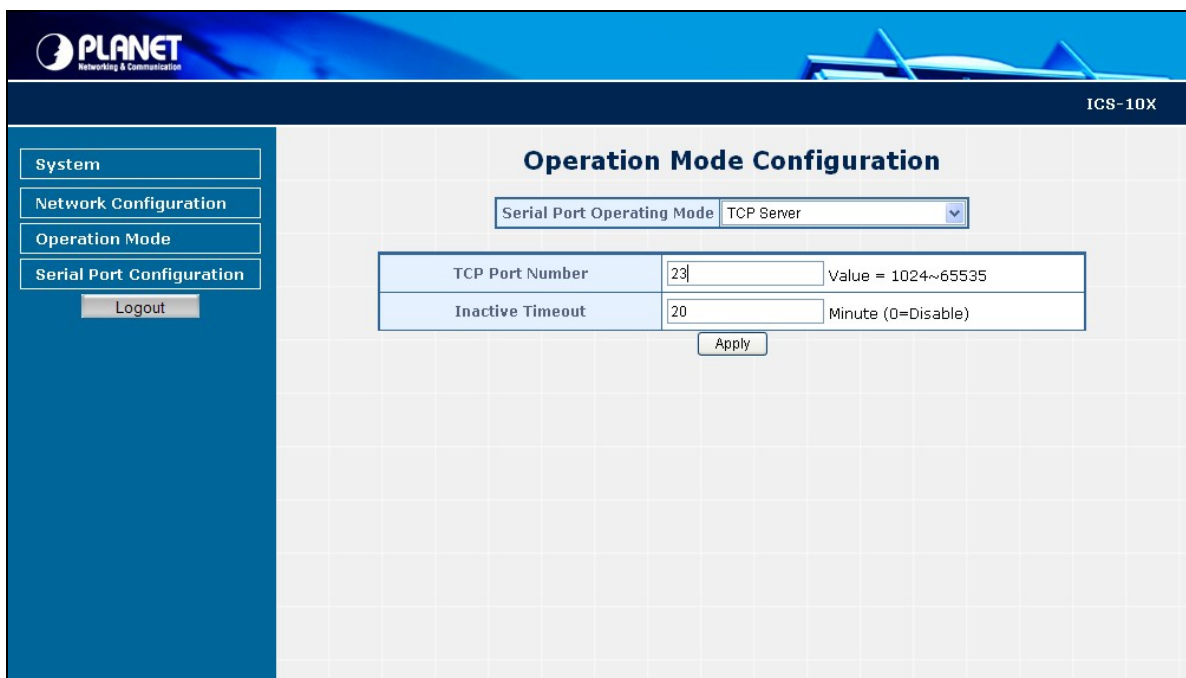 PLANET
Networking & Communication
ICS-10X
System
Network Configuration
Operation Mode
Serial Port Configuration
Logout
Operation Mode Configuration
Serial Port Operating Mode TCP Server
TCP Port Number 23 Value = 1024~65535
Inactive Timeout 20 Minute (0=Disable)
Apply